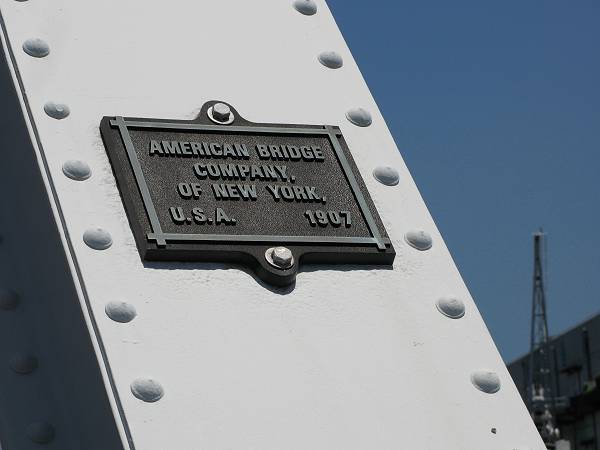 AMERICAN BRIDGE
COMPANY,
OF NEW YORK,
U.S.A. 1907